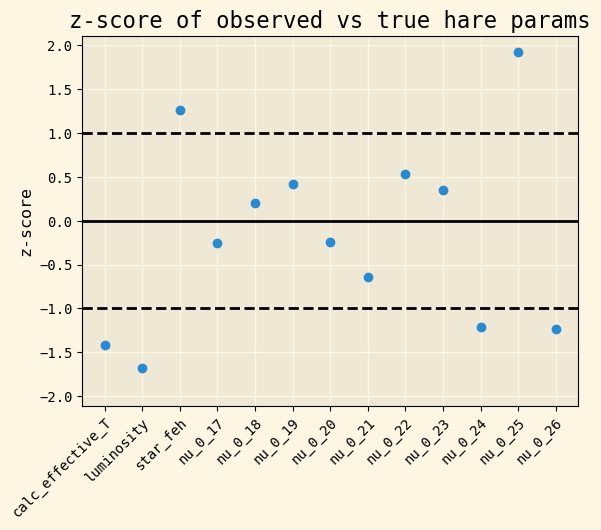 z-score of observed vs true hare params
z-score
2.0
1.5
1.0
0.5
0.0
−0.5
−1.0
−1.5
−2.0
calc_effective_T
luminosity
star_feh
nu_0_17
nu_0_18
nu_0_19
nu_0_20
nu_0_21
nu_0_22
nu_0_23
nu_0_24
nu_0_25
nu_0_26